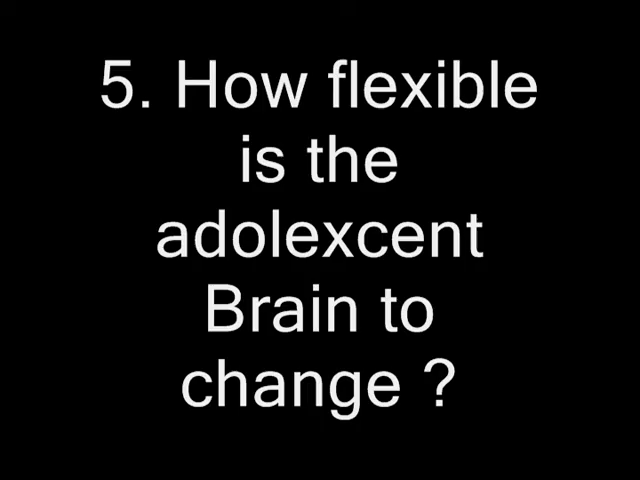 5. How flexible
is the
adolexcent
Brain to
change ?